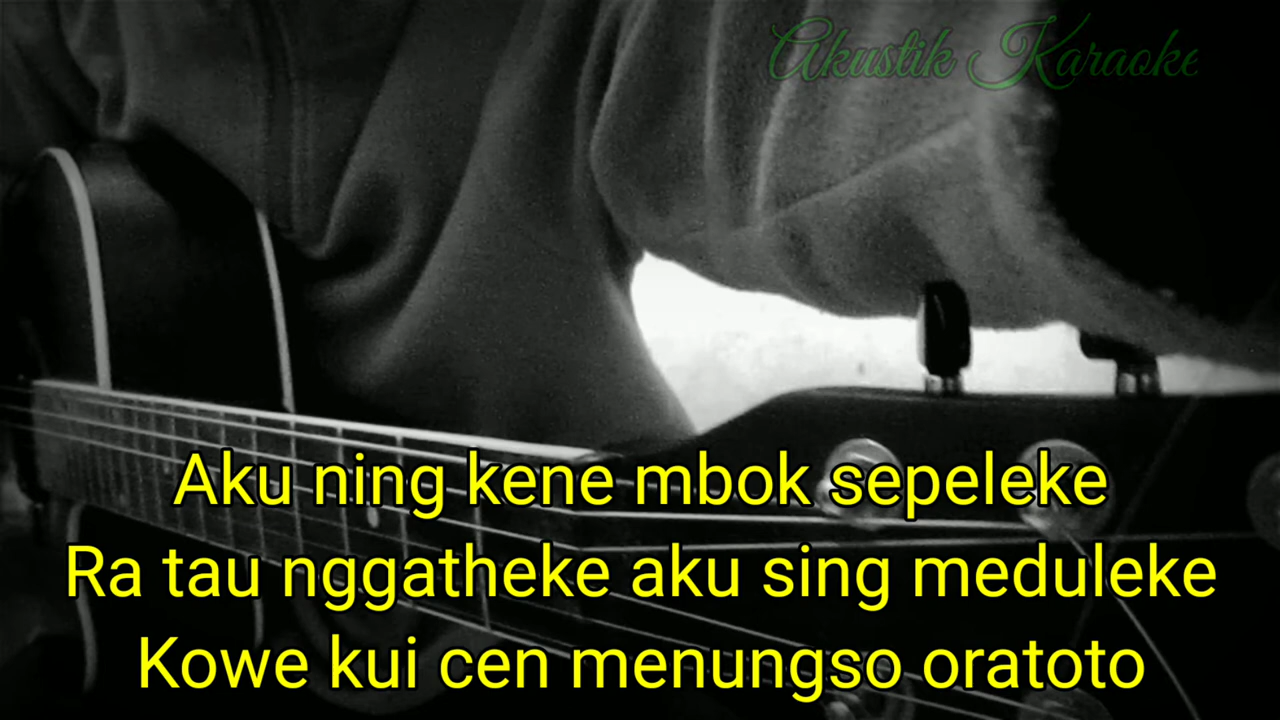 Akustik Karaoke
Aku ning kene mbok sepeleke
Ra tau nggatheke aku sing meduleke
Kowe kui cen menungso oratoto